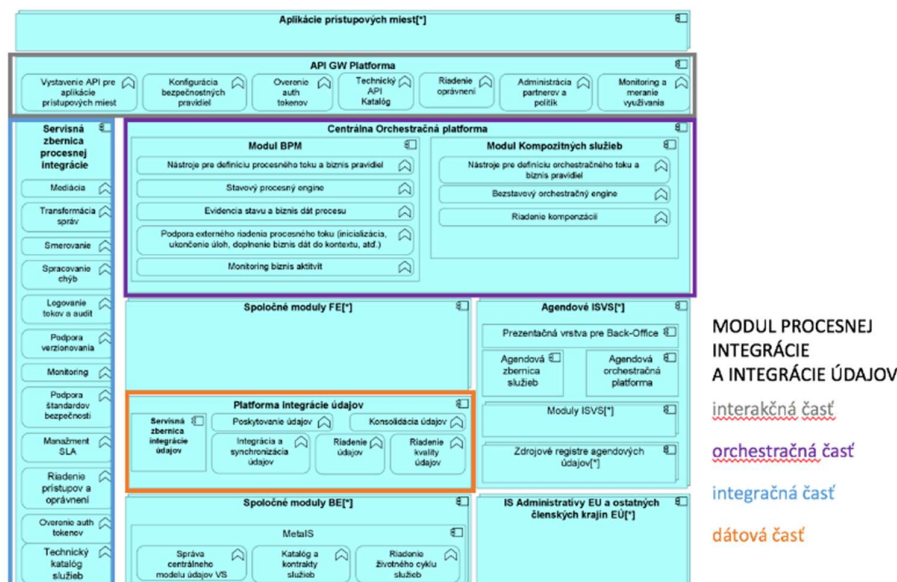 Aplikácie prístupových miest[*]
API GW Platforma
Vystavenie API pre
aplikácie
prístupových miest
Konfigurácia
bezpečnostných
pravidiel
Overenie
auth
tokenov
Technický
API
Katalóg
Riadenie
oprávnení
Administrácia
partnerov a
politík
Monitoring a
meranie
využívania
Servisná
zbernica
procesnej
integrácie
Mediácia
Transformácia
správ
Smerovanie
Spracovanie
chýb
Logovanie
tokov a audit
Podpora
verzionovania
Monitoring
Podpora
štandardov
bezpečnosti
Manažment
SLA
Riadenie
prístupov a
oprávnení
Overenie auth
tokenov
Technický
katalóg
služieb
Centrálna Orchestračná platforma
Modul BPM
Nástroje pre definíciu procesného toku a biznis pravidiel
Stavový procesný engine
Evidencia stavu a biznis dát procesu
Podpora externého riadenia procesného toku (inicializácia,
ukončenie úloh, doplnenie biznis dát do kontextu, atď.)
Monitoring biznis aktivít
Modul Kompozitných služieb
Nástroje pre definíciu orchestračného toku a
biznis pravidiel
Bezstavový orchestračný engine
Riadenie kompenzácií
Spoločné moduly FE[*]
Agendové ISVS[*]
Prezentačná vrstva pre Back-Office
Agendová
zbernica
služieb
Agendová
orchestračná
platforma
Moduly ISVS[*]
Zdrojové registre agendových
údajov[*]
Platforma integrácie údajov
Servisná
zbernica
integrácie
údajov
Poskytovanie údajov
Konsolidácia údajov
Integrácia a
synchronizácia
údajov
Riadenie
údajov
Riadenie
kvality
údajov
Spoločné moduly BE[*]
MetaIS
Správa
centrálneho
modelu údajov VS
Katalóg a
kontrakty
služieb
Riadenie
životného cyklu
služieb
IS Administratívy EU a ostatných
členských krajín EÚ[*]
MODUL PROCESNEJ
INTEGRÁCIE
A INTEGRÁCIE ÚDAJOV
interakčná časť
orchestračná časť
integračná časť
dátová časť